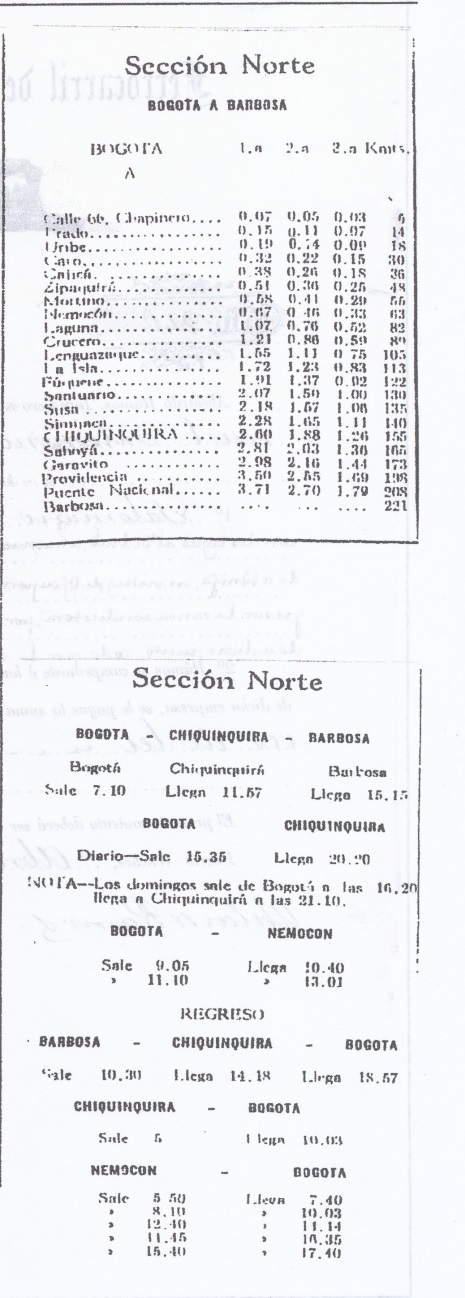 Sección Norte
BOGOTA A BARBOSA
BOGOTA 1.a 2.a 3.a Kmts.
A
Calle 66, Chapinero.... 0.07 0.05 0.03 6
Prado............... 0.15 0.11 0.07 14
Uribe............... 0.19 0.14 0.09 18
Caro............... 0.32 0.22 0.15 30
Cajicá. ............ 0.38 0.26 0.18 36
Zipaquirá........... 0.51 0.36 0.25 48
Mortiño............. 0.58 0.41 0.29 55
Nemocón............ 0.67 0.46 0.33 63
Laguna.............. 1.07 0.76 0.52 82
Crucero............. 1.21 0.86 0.59 89
Lenguazaque......... 1.55 1.11 0 75 105
La Isla.............. 1.72 1.23 0.83 113
Fúquene............. 1.91 1.37 0.92 122
Santuario........... 2.07 1.50 1.00 130
Susa ............... 2.18 1.57 1.06 135
Simijaca............ 2.28 1.65 1.11 140
CHIQUINQUIRA . ..... 2.60 1.88 1.26 155
Saboyá.............. 2.81 2.03 1.36 165
Garavito ........... 2.98 2.16 1.44 173
Providencia ......... 3.50 2.55 1.69 198
Puente Nacional...... 3.71 2.70 1.79 208
Barbosa............. .... ... .... 221
Sección Norte
BOGOTA - CHIQUINQUIRA - BARBOSA
Bogotá Chiquinquirá Barbosa
Sale 7.10 Llega 11.57 Llega 15.15
BOGOTA CHIQUINQUIRA
Diario—Sale 15.35 Llega 20.20
NOTA--Los domingos sale de Bogotá a las 16.20
llega a Chiquinquirá a las 21.10.
BOGOTA - NEMOCON
Sale 9.05 Llega 10.40
» 11.10 » 13.01
REGRESO
BARBOSA - CHIQUINQUIRA - BOGOTA
Sale 10.30 Llega 14.18 Llega 18.57
CHIQUINQUIRA - BOGOTA
Sale 5 Llega 10.03
NEMOCON - BOGOTA
Sale 5 50 Llega 7.40
» 8.10 » 10.03
» 12.40 » 14.14
» 14.45 » 16.35
» 15.40 » 17.40